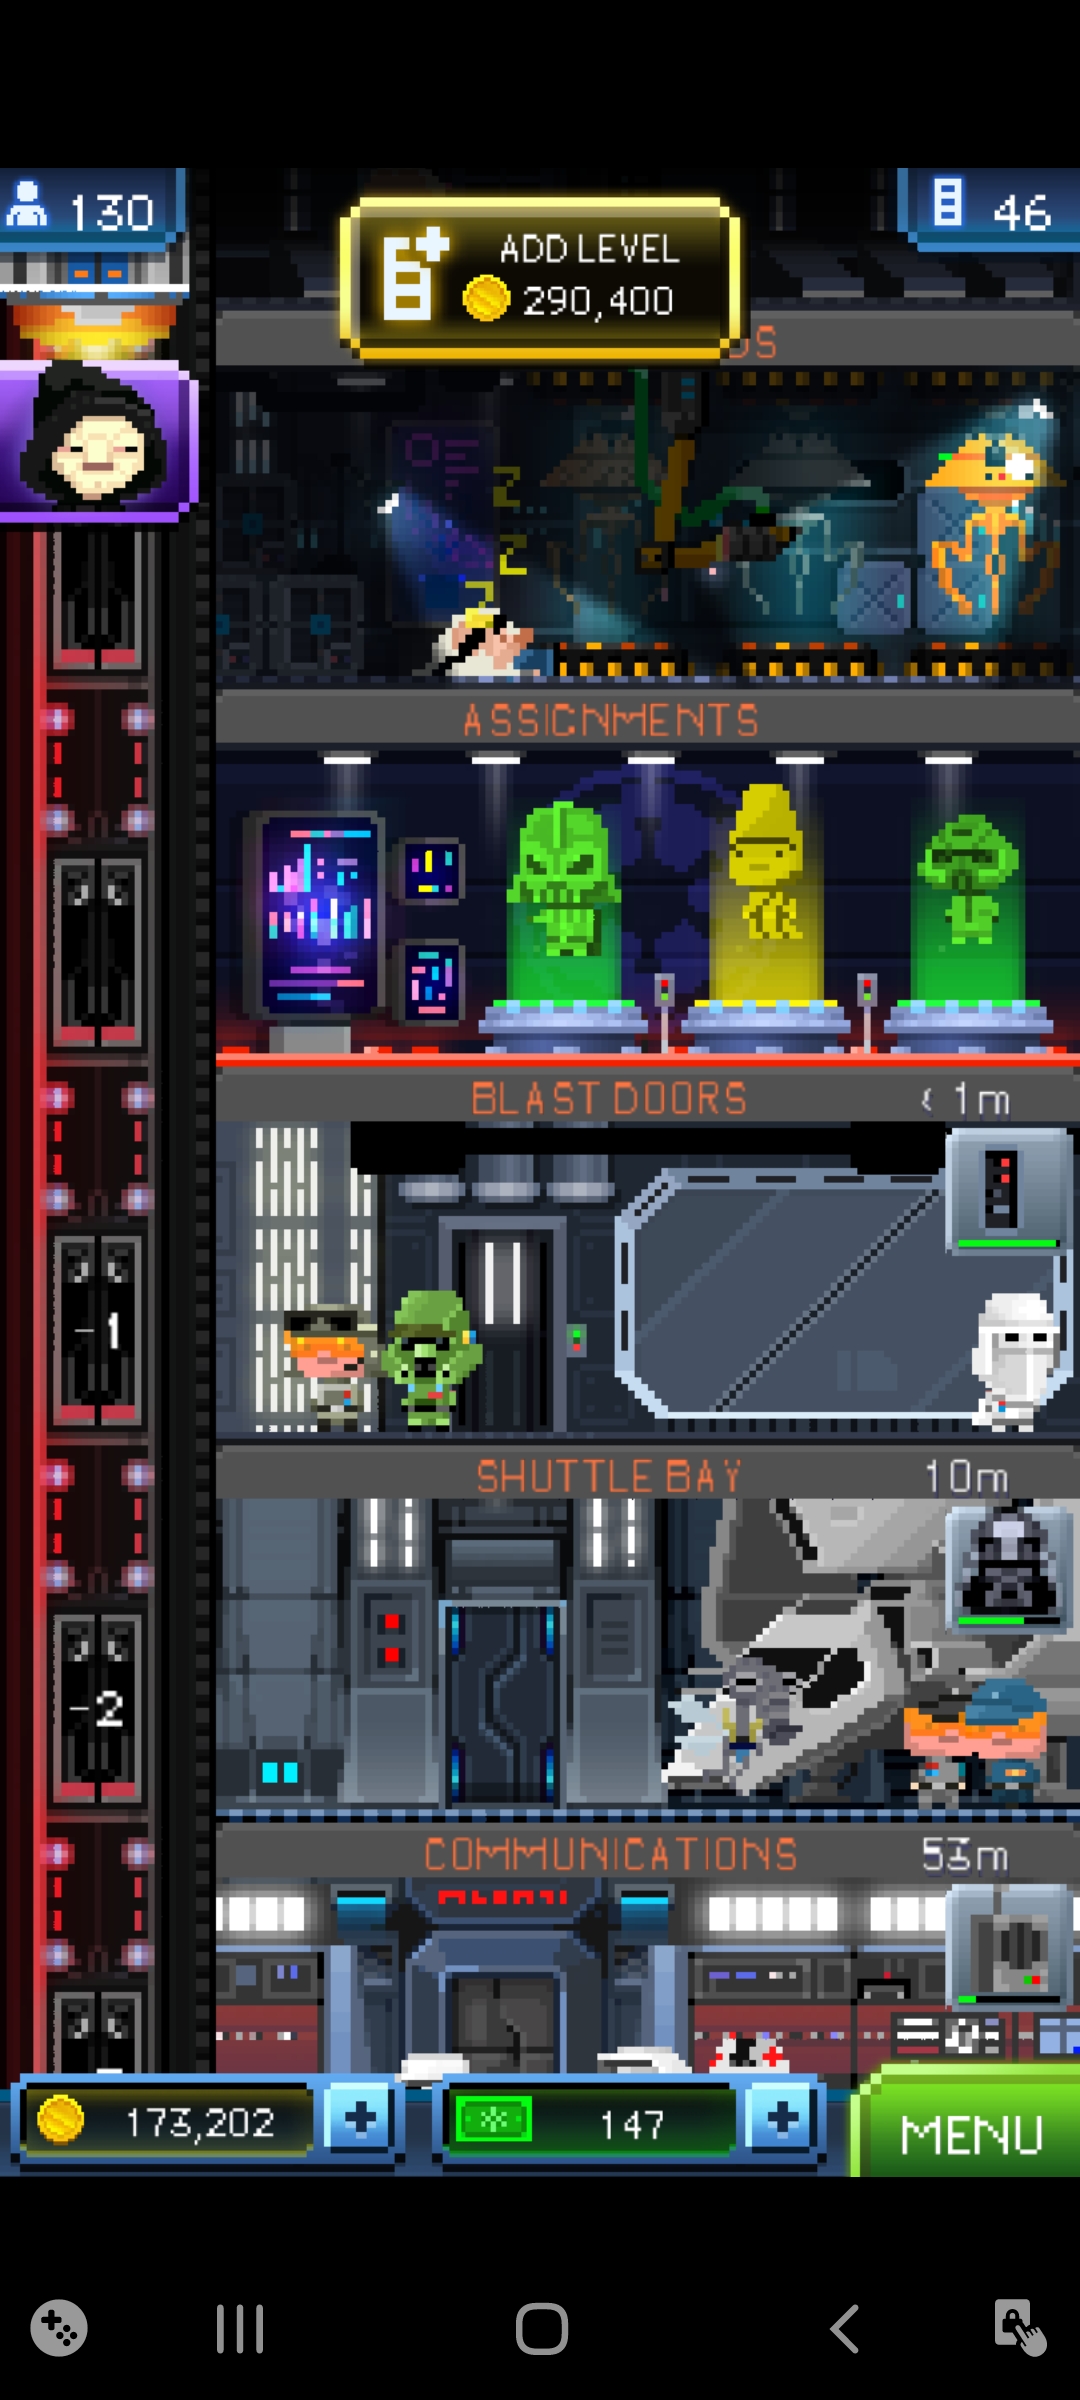 130
46
ADD LEVEL
290,400
DS
Z
Z
Z
ASSIGNMENTS
BLAST DOORS < 1m
-1
SHUTTLE BAY 10m
-2
COMMUNICATIONS 53m
173,202
147
MENU